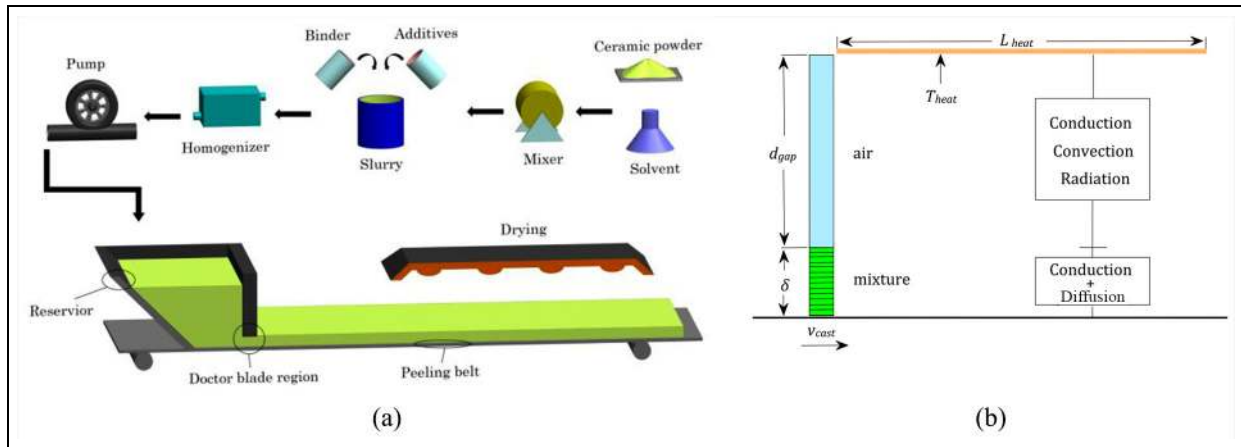 Binder
Additives
Ceramic powder
Pump
Homogenizer
Slurry
Mixer
Solvent
Drying
Reservior
Doctor blade region
Peeling belt
(a)
L heat
T heat
d gap
air
Conduction
Convection
Radiation
δ
mixture
Conduction
+
Diffusion
v cast
(b)